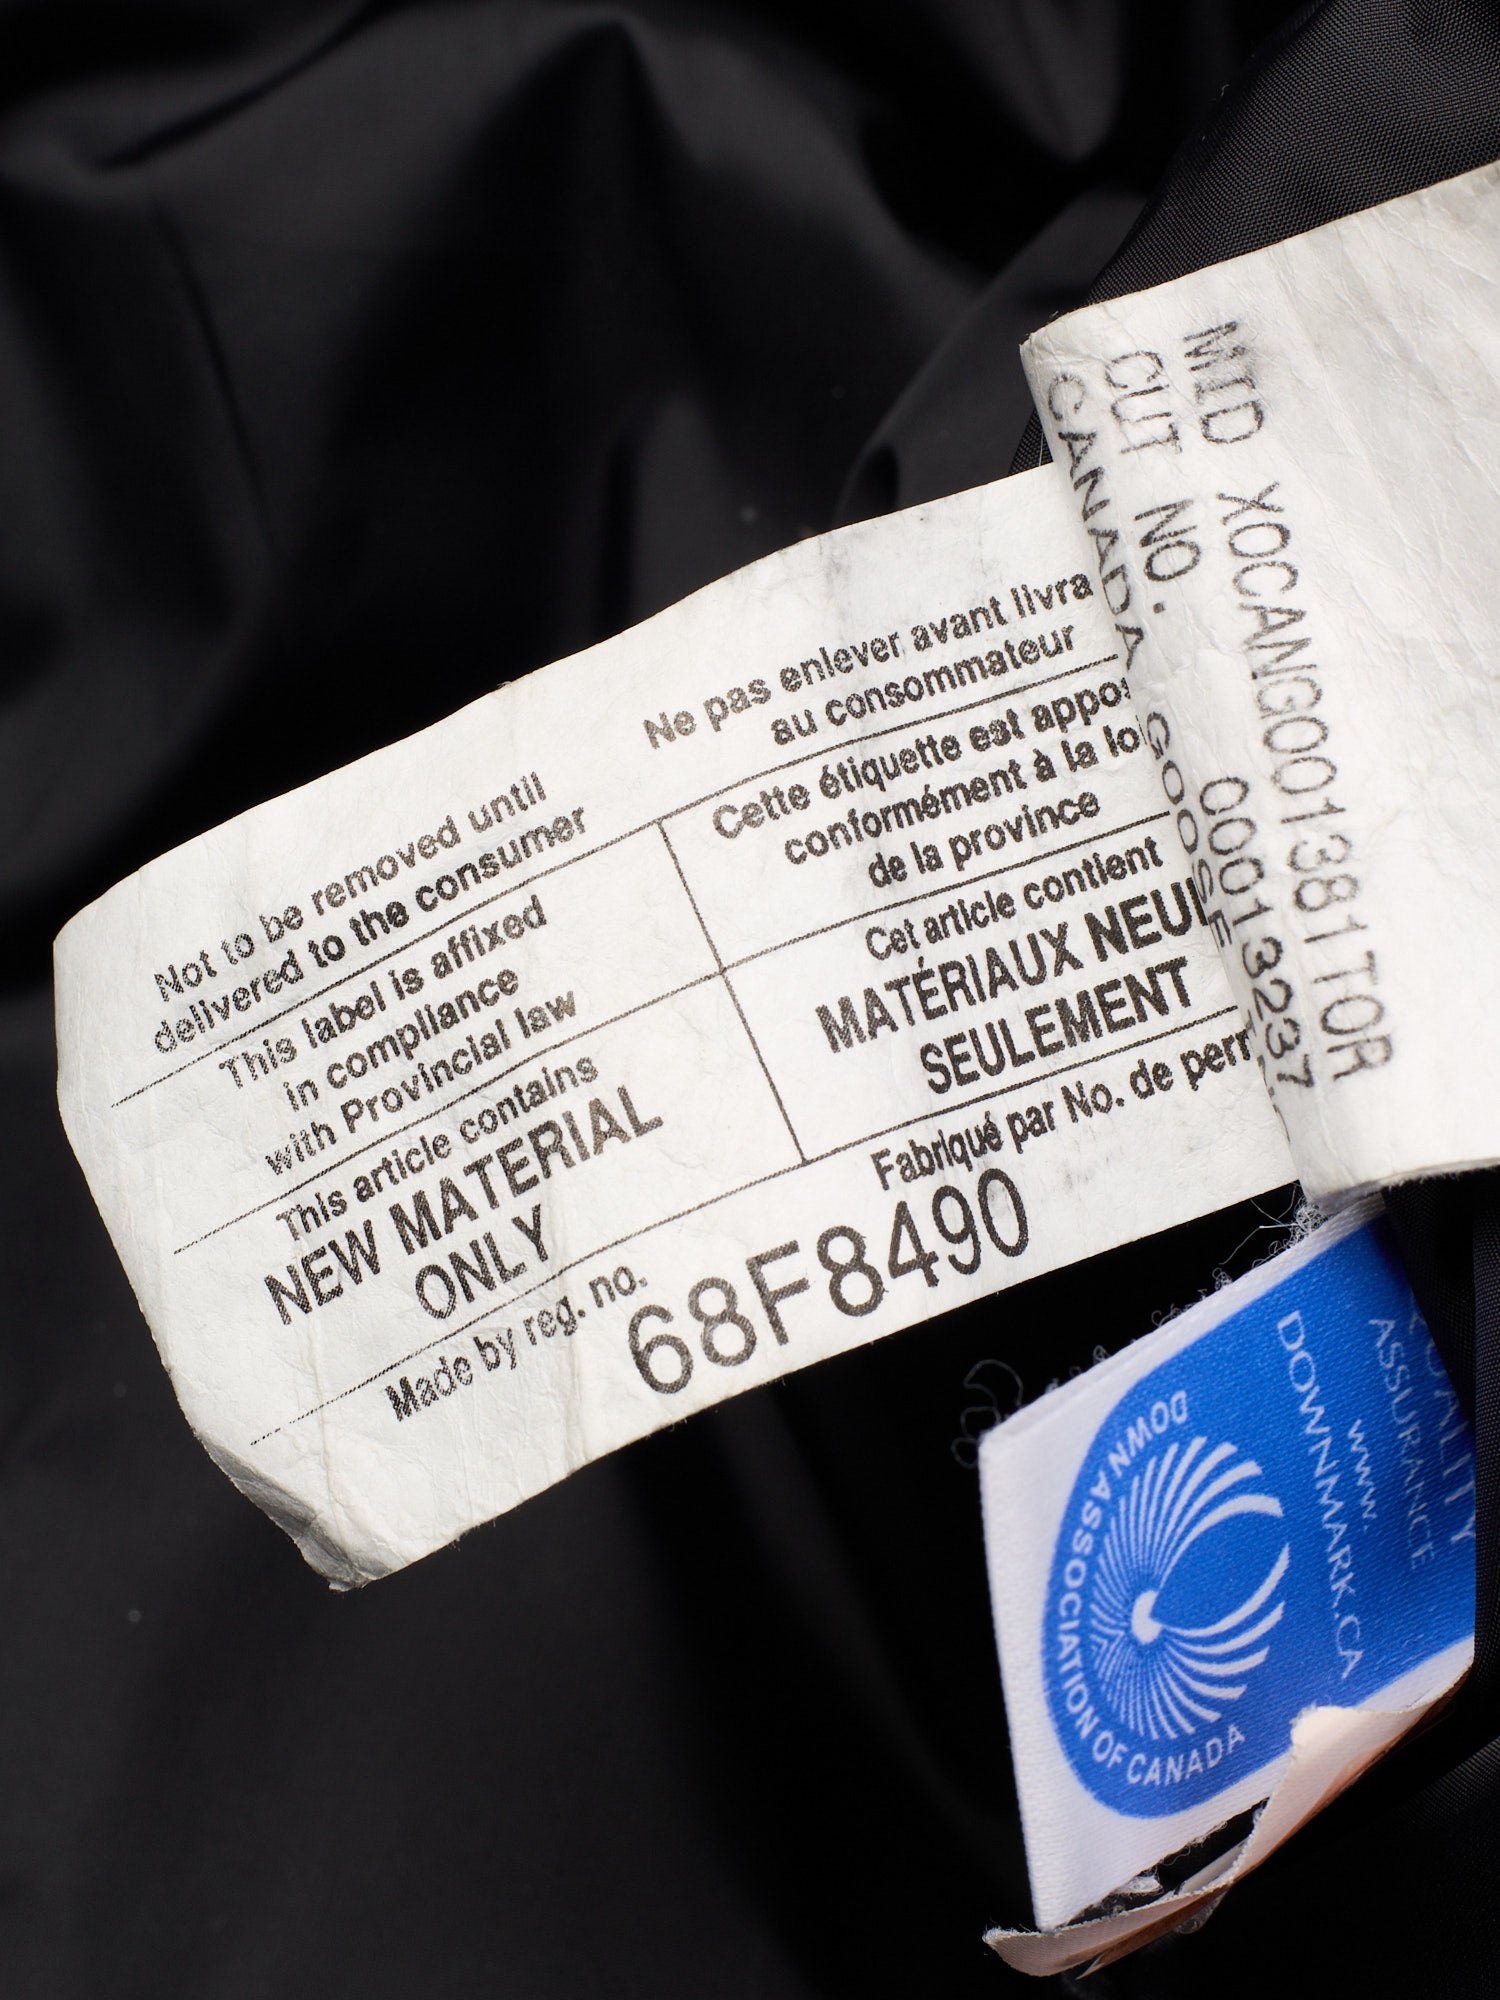 MID XOCANG001381TOR
CUT NO. 000013237
CANADA GOOSE
Not to be removed until
delivered to the consumer
This label is affixed
in compliance
with Provincial law
This article contains
NEW MATERIAL
ONLY
Made by reg. no.
Ne pas enlever avant livra
au consommateur
Cette étiquette est appos
conformément à la loi
de la province
Cet article contient
MATÉRIAUX NEU
SEULEMENT
Fabriqué par No. de perm
68F8490
DOWN ASSOCIATION OF CANADA
QUALITY
ASSURANCE
www.
DOWNMARK.CA